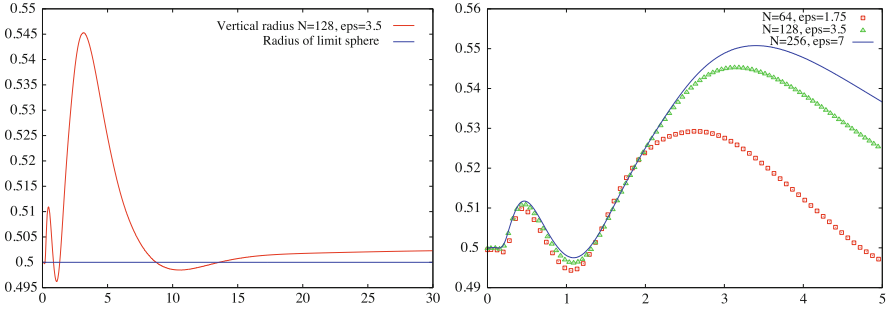 0.55
0.545
0.54
0.535
0.53
0.525
0.52
0.515
0.51
0.505
0.5
0.495
0 5 10 15 20 25 30
Vertical radius N=128, eps=3.5
Radius of limit sphere
0.56
0.55
0.54
0.53
0.52
0.51
0.5
0.49
0 1 2 3 4 5
N=64, eps=1.75
N=128, eps=3.5
N=256, eps=7